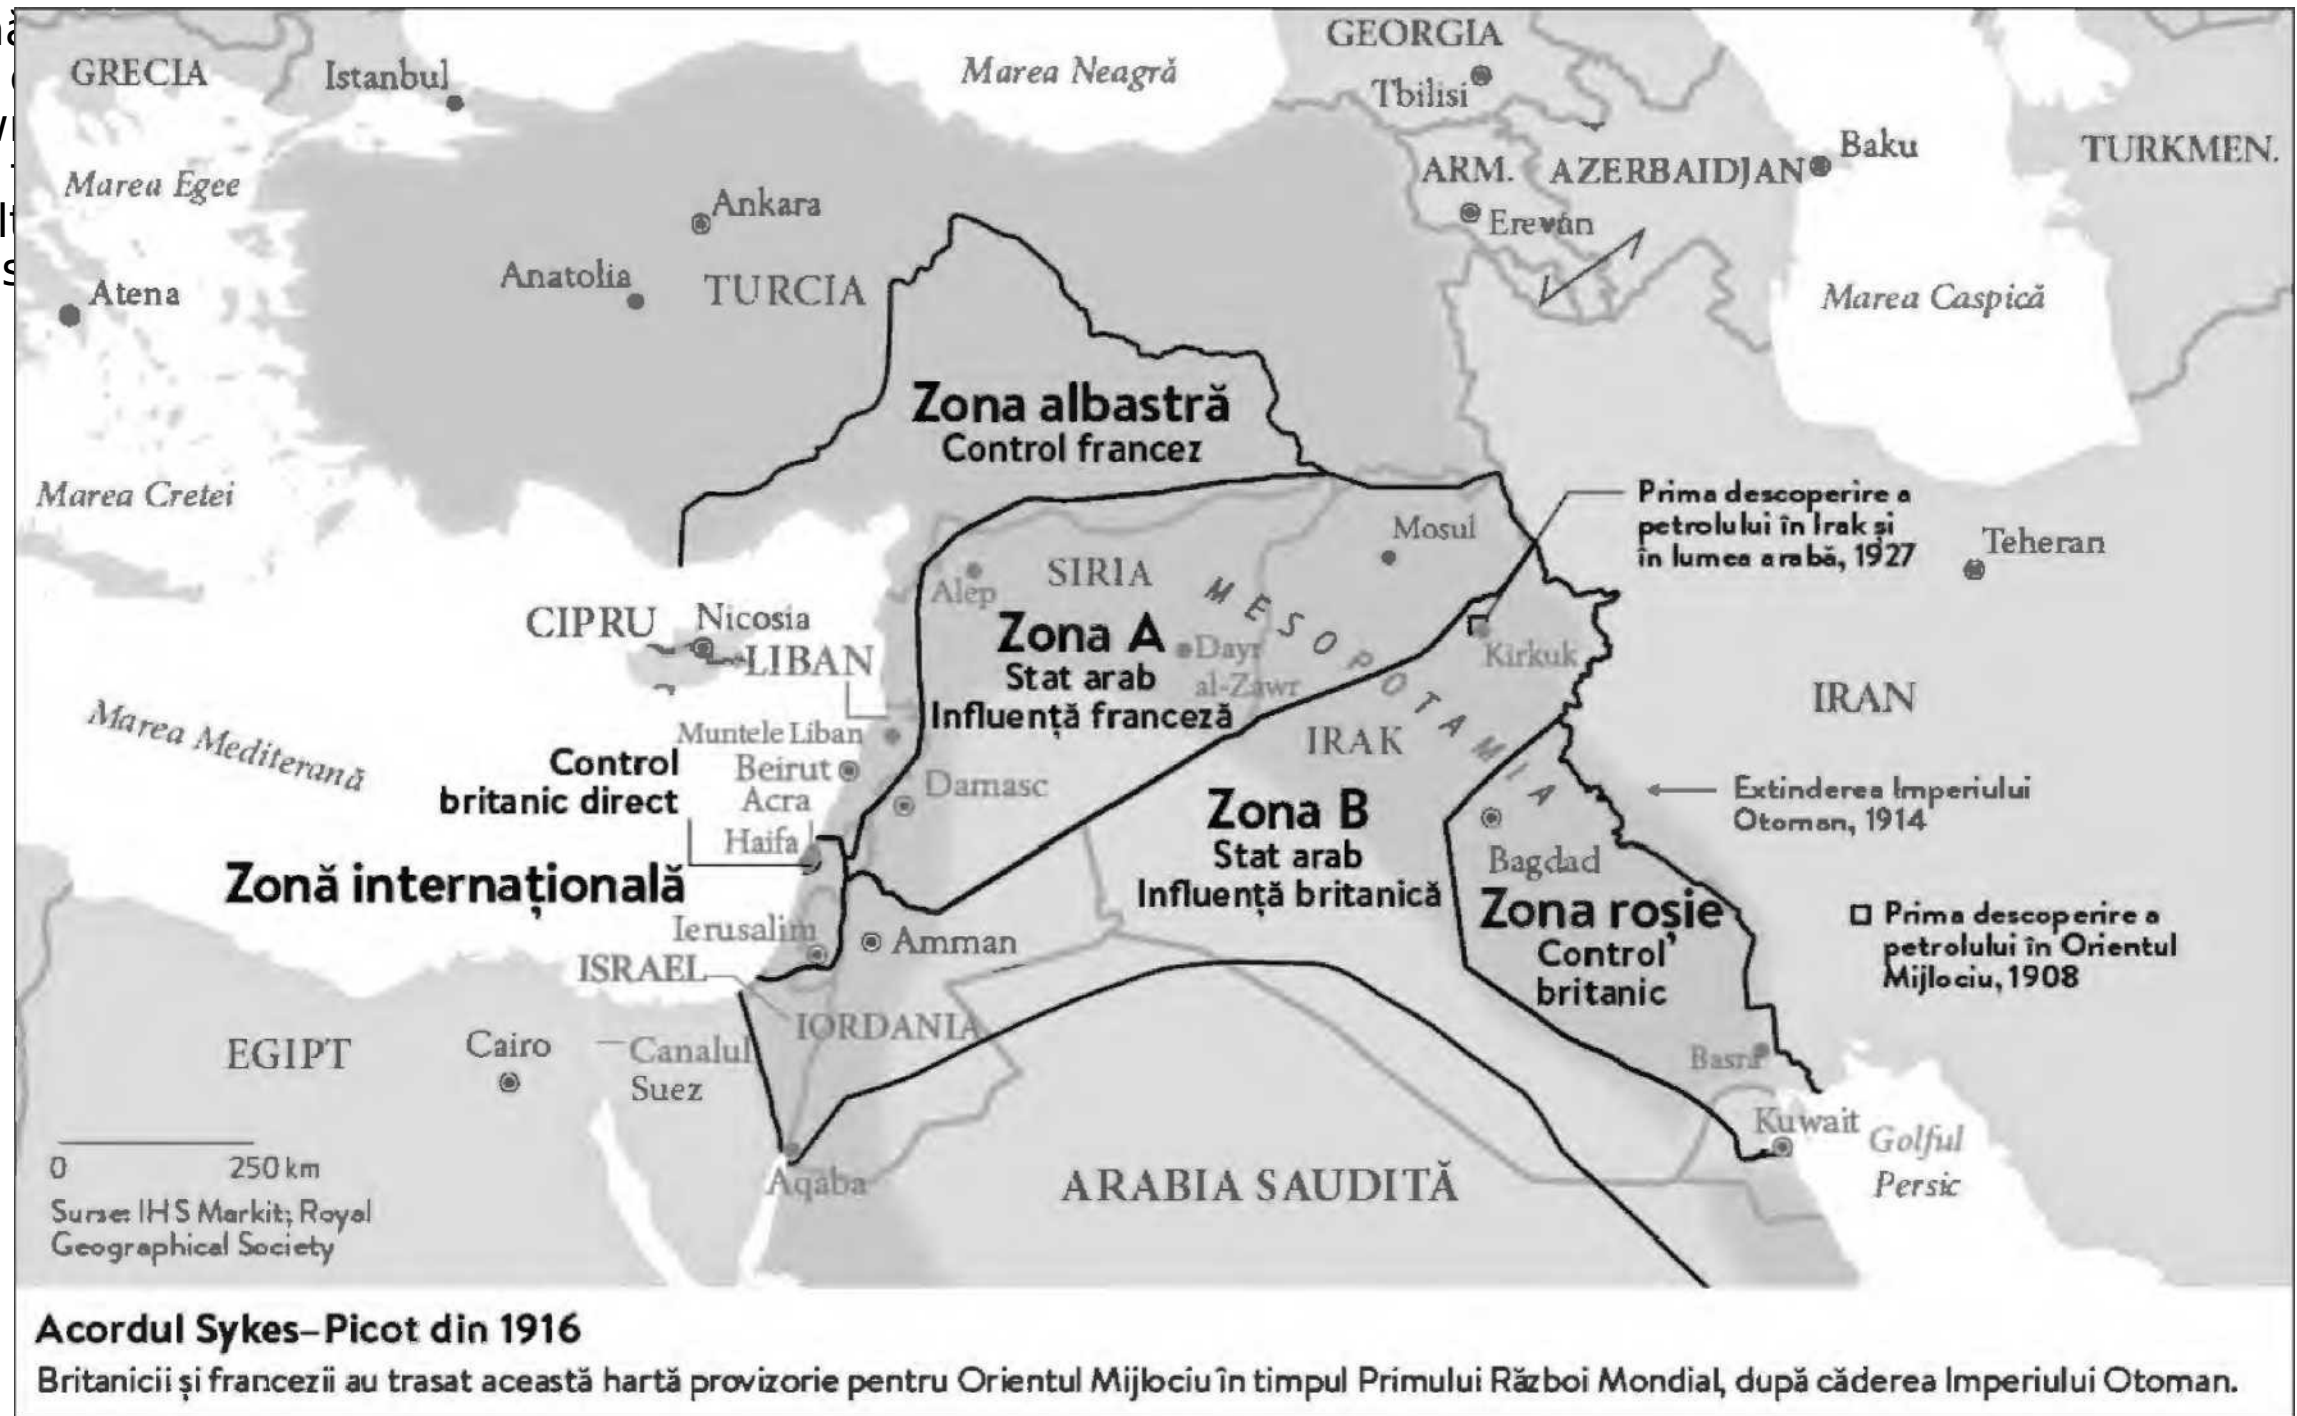 GEORGIA
GRECIA
Istanbul
Marea Neagră
Tbilisi
Baku
TURKMEN.
ARM.
AZERBAIDJAN
Marea Egee
Ankara
Erevan
Anatolia
TURCIA
Atena
Marea Caspică
Zona albastră
Control francez
Marea Cretei
Prima descoperire a
petrolului în Irak și
în lumea arabă, 1927
Mosul
Teheran
SIRIA
Alep
MESOPOTAMIA
CIPRU
Nicosia
Zona A
Stat arab
Influență franceză
Dayr
al-Zawr
Kirkuk
LIBAN
IRAN
Marea Mediterană
Muntele Liban
IRAK
Control
britanic direct
Beirut
Damasc
Acra
Haifa
Zona B
Stat arab
Influență britanică
Extinderea Imperiului
Otoman, 1914
Bagdad
Zonă internațională
Zona roșie
Control
britanic
Prima descoperire a
petrolului în Orientul
Mijlociu, 1908
Ierusalim
Amman
ISRAEL
IORDANIA
EGIPT
Cairo
Canalul
Suez
Basra
Kuwait
Golful
Persic
Aqaba
ARABIA SAUDITĂ
0 250 km
Surse: IHS Markit; Royal
Geographical Society
Acordul Sykes–Picot din 1916
Britanicii și francezii au trasat această hartă provizorie pentru Orientul Mijlociu în timpul Primului Război Mondial, după căderea Imperiului Otoman.